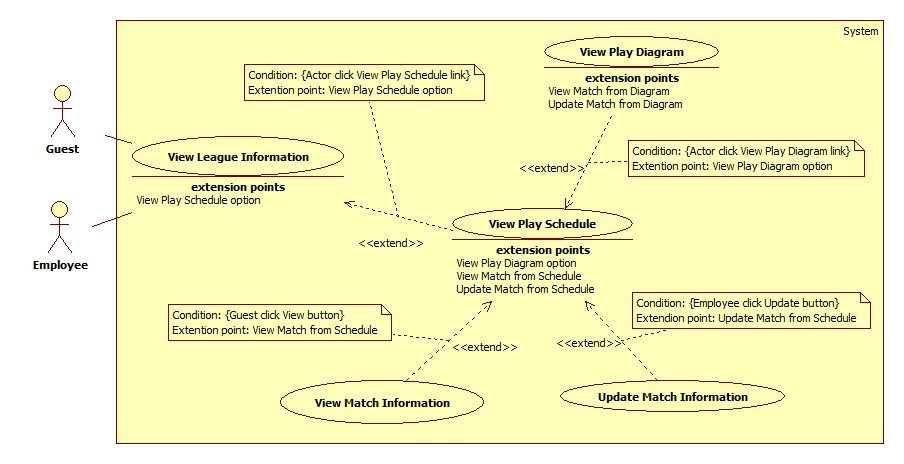 System
View Play Diagram
extension points
View Match from Diagram
Update Match from Diagram
Condition: {Actor click View Play Schedule link}
Extention point: View Play Schedule option
Guest
View League Information
extension points
View Play Schedule option
Condition: {Actor click View Play Diagram link}
Extention point: View Play Diagram option
<<extend>>
Employee
View Play Schedule
extension points
View Play Diagram option
View Match from Schedule
Update Match from Schedule
<<extend>>
Condition: {Guest click View button}
Extention point: View Match from Schedule
Condition: {Employee click Update button}
Extendion point: Update Match from Schedule
<<extend>>
<<extend>>
View Match Information
Update Match Information